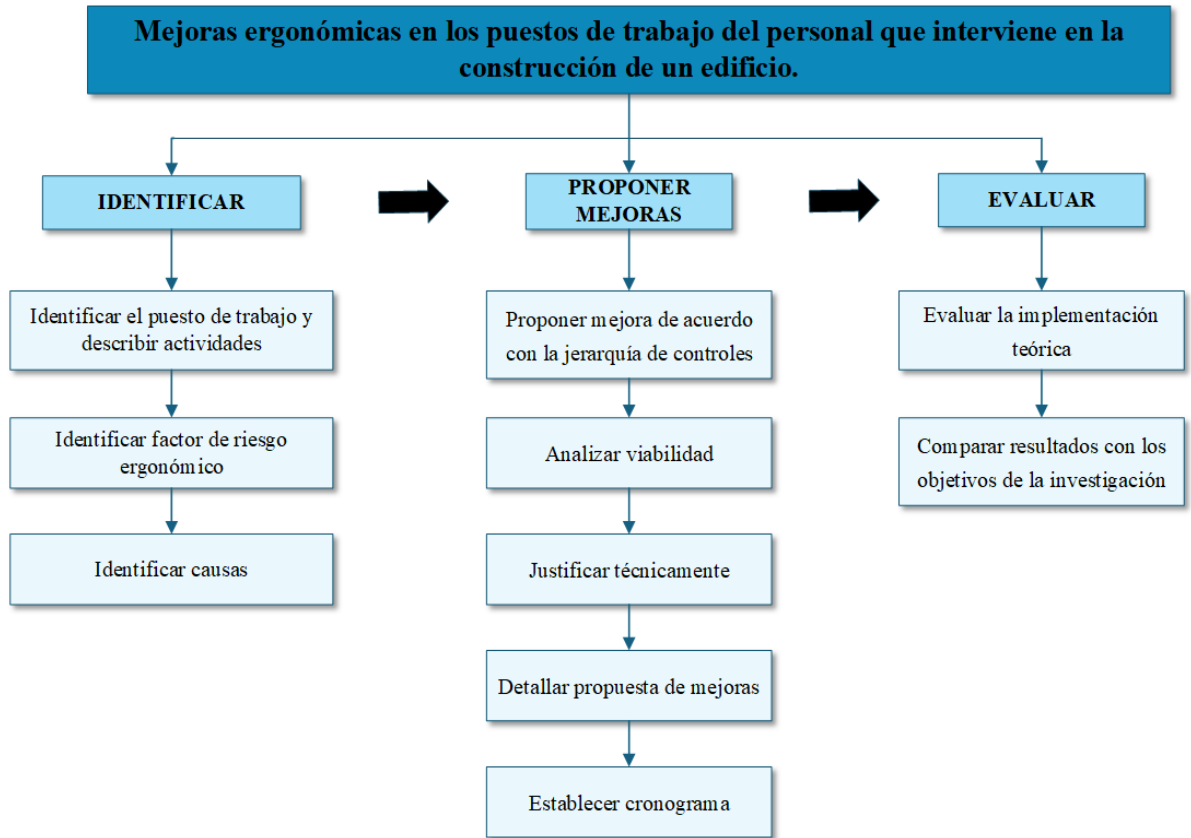 Mejoras ergonómicas en los puestos de trabajo del personal que interviene en la
construcción de un edificio.
IDENTIFICAR
Identificar el puesto de trabajo y
describir actividades
Identificar factor de riesgo
ergonómico
Identificar causas
PROPONER
MEJORAS
Proponer mejora de acuerdo
con la jerarquía de controles
Analizar viabilidad
Justificar técnicamente
Detallar propuesta de mejoras
Establecer cronograma
EVALUAR
Evaluar la implementación
teórica
Comparar resultados con los
objetivos de la investigación